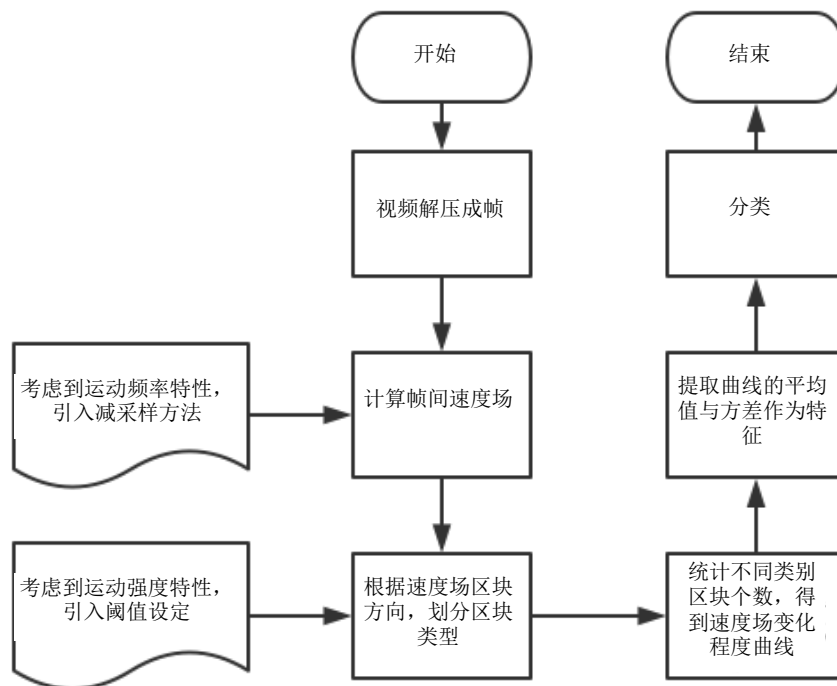 开始
视频解压成帧
考虑到运动频率特性，
引入减采样方法
计算帧间速度场
考虑到运动强度特性，
引入阈值设定
根据速度场区块
方向，划分区块
类型
统计不同类别
区块个数，得
到速度场变化
程度曲线
提取曲线的平均
值与方差作为特
征
分类
结束